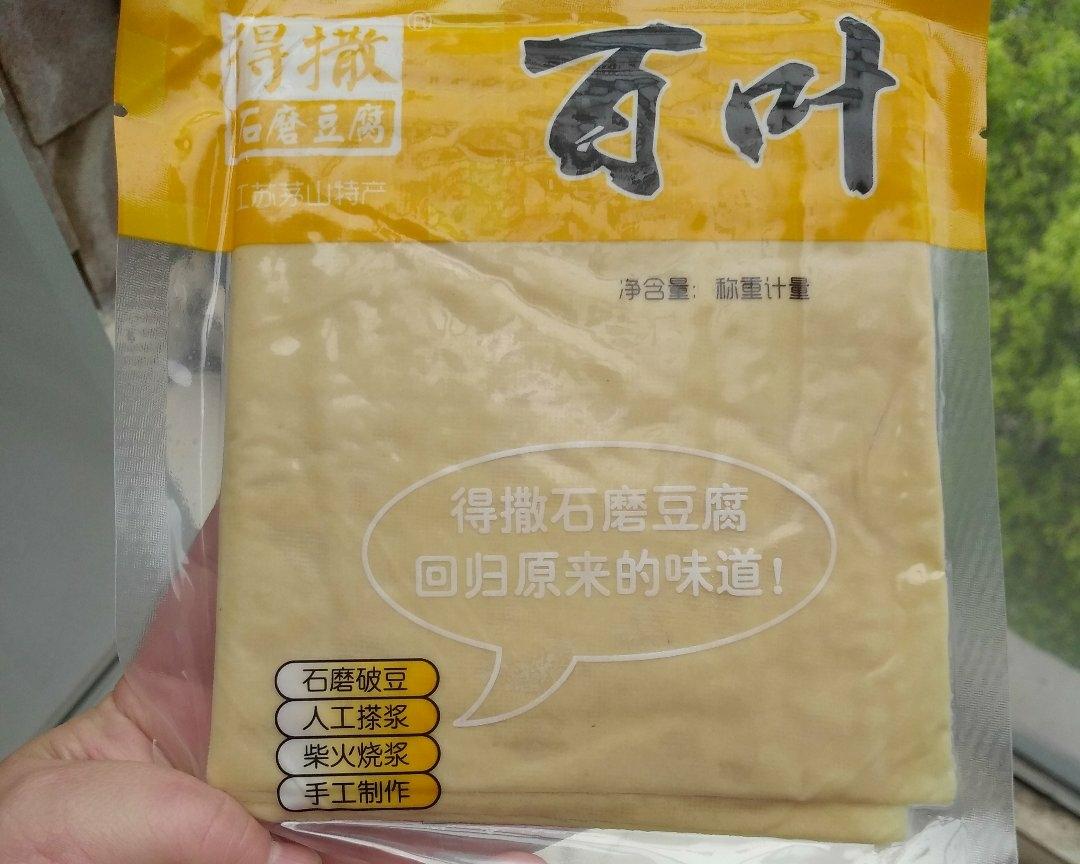 得撒®
石磨豆腐
江苏茅山特产
百叶
净含量：称重计量
得撒石磨豆腐
回归原来的味道！
石磨破豆
人工搽浆
柴火烧浆
手工制作